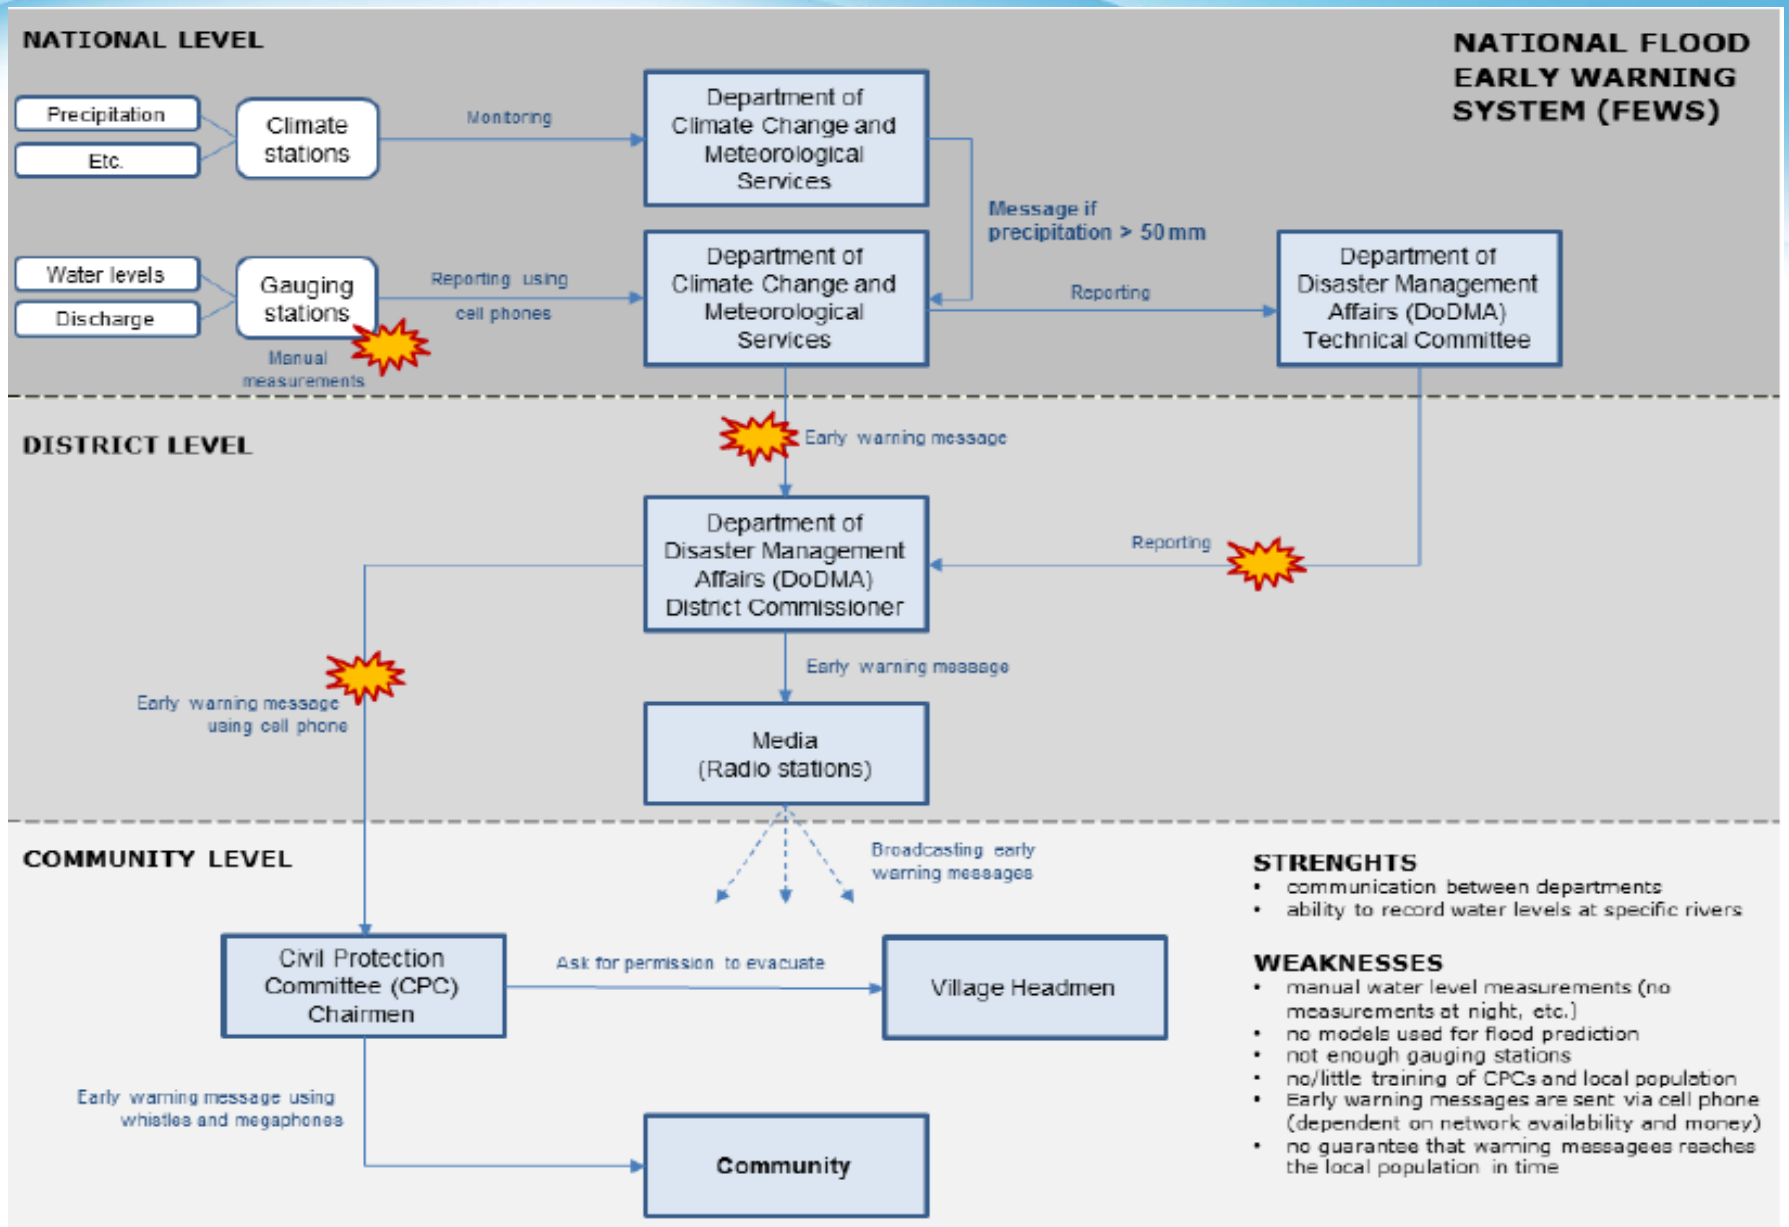 NATIONAL LEVEL
NATIONAL FLOOD
EARLY WARNING
SYSTEM (FEWS)
Precipitation
Etc.
Climate
stations
Monitoring
Department of
Climate Change and
Meteorological
Services
Message if
precipitation > 50 mm
Water levels
Discharge
Gauging
stations
Manual
measurements
Reporting using
cell phones
Department of
Climate Change and
Meteorological
Services
Reporting
Department of
Disaster Management
Affairs (DoDMA)
Technical Committee
DISTRICT LEVEL
Early warning message
Department of
Disaster Management
Affairs (DoDMA)
District Commissioner
Reporting
Early warning message
using cell phone
Early warning message
Media
(Radio stations)
COMMUNITY LEVEL
Broadcasting early
warning messages
Civil Protection
Committee (CPC)
Chairmen
Ask for permission to evacuate
Village Headmen
Early warning message using
whistles and megaphones
Community
STRENGHTS
• communication between departments
• ability to record water levels at specific rivers
WEAKNESSES
• manual water level measurements (no
measurements at night, etc.)
• no models used for flood prediction
• not enough gauging stations
• no/little training of CPCs and local population
• Early warning messages are sent via cell phone
(dependent on network availability and money)
• no guarantee that warning messagees reaches
the local population in time